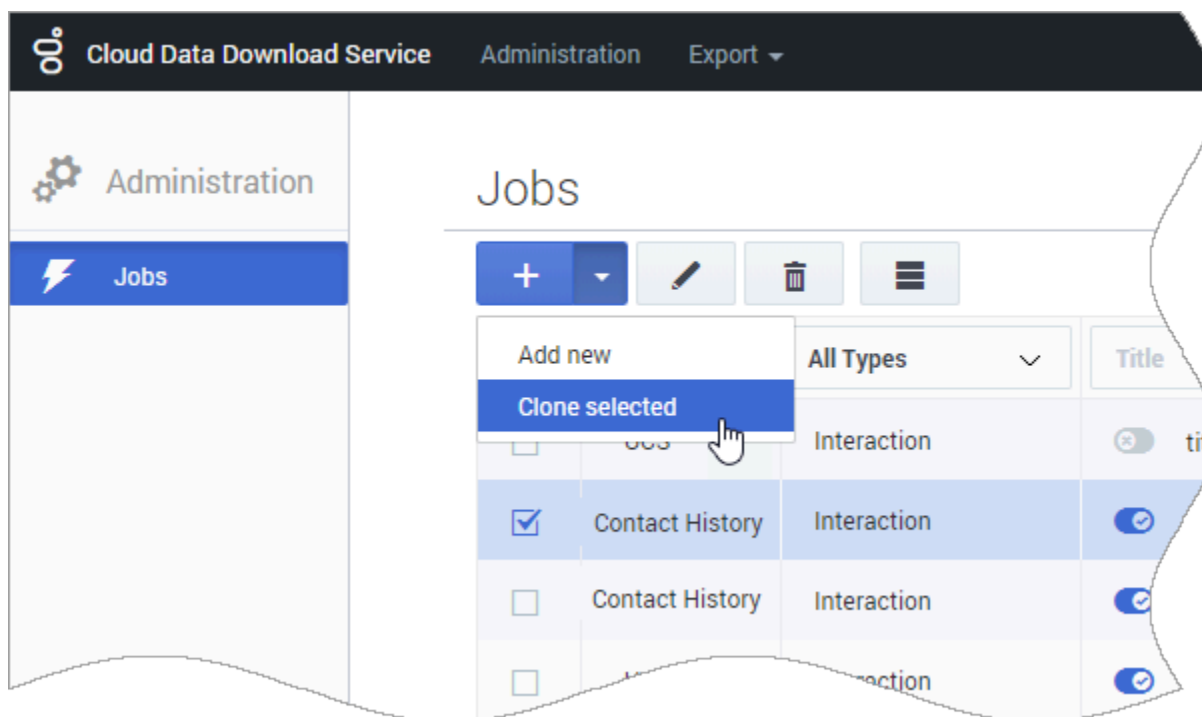 Cloud Data Download Service Administration Export
Administration
Jobs
Jobs
Add new
All Types Title
Clone selected
Interaction
Contact History Interaction
Contact History Interaction